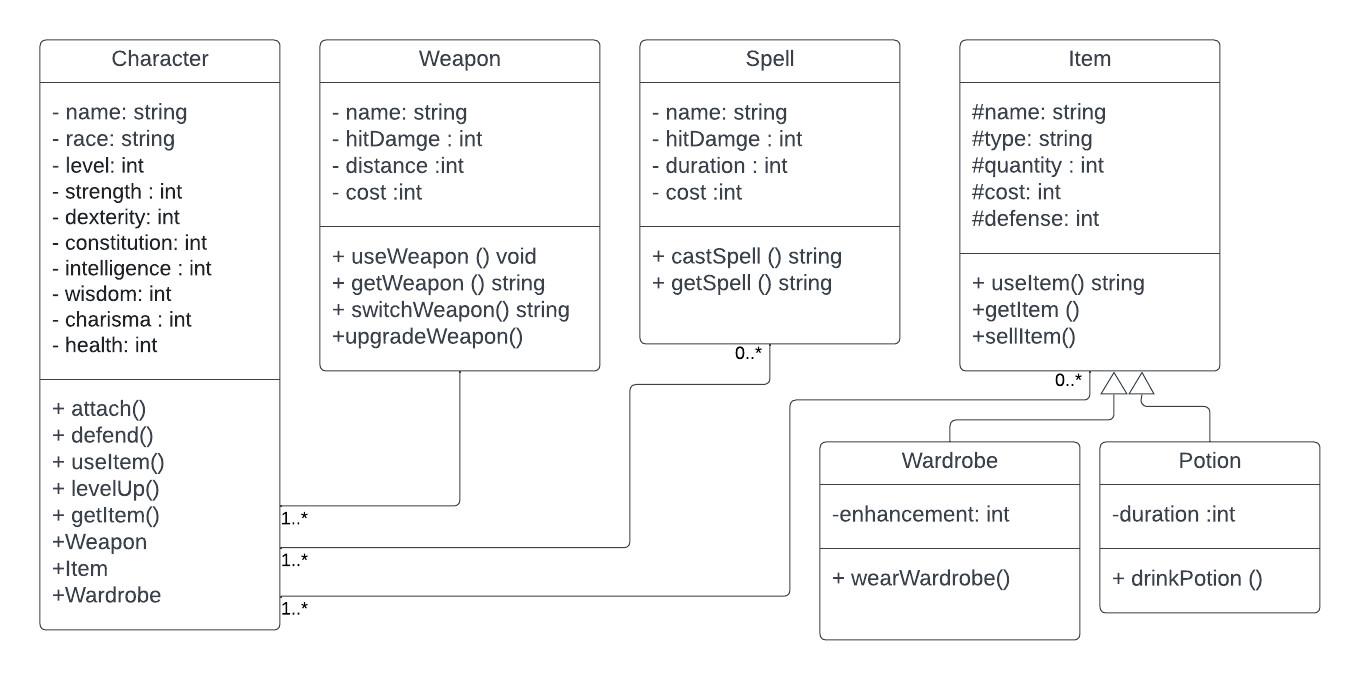 Character
- name: string
- race: string
- level: int
- strength : int
- dexterity: int
- constitution: int
- intelligence : int
- wisdom: int
- charisma : int
- health: int
+ attach()
+ defend()
+ useItem()
+ levelUp()
+ getItem()
+Weapon
+Item
+Wardrobe
Weapon
- name: string
- hitDamge : int
- distance :int
- cost :int
+ useWeapon () void
+ getWeapon () string
+ switchWeapon() string
+upgradeWeapon()
Spell
- name: string
- hitDamge : int
- duration : int
- cost :int
+ castSpell () string
+ getSpell () string
Item
#name: string
#type: string
#quantity : int
#cost: int
#defense: int
+ useItem() string
+getItem ()
+sellItem()
0..*
0..*
1..*
1..*
1..*
Wardrobe
-enhancement: int
+ wearWardrobe()
Potion
-duration :int
+ drinkPotion ()